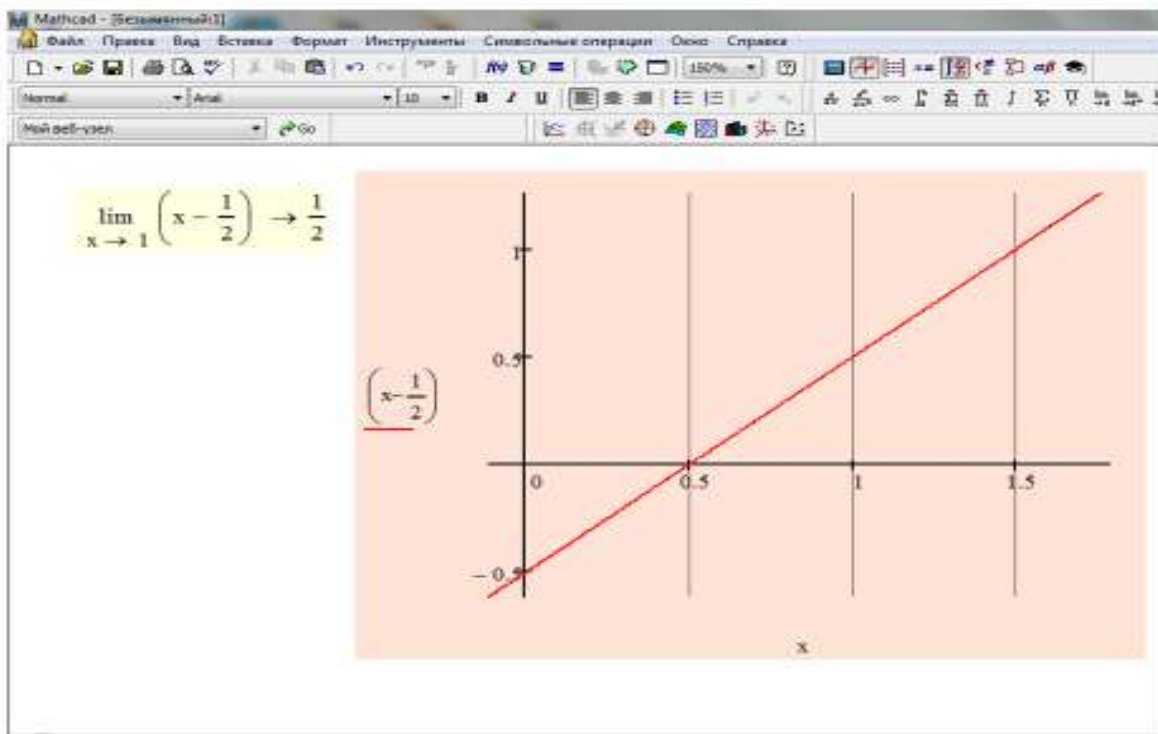 Mathcad - [Безымянный:1]
Файл Правка Вид Вставка Формат Инструменты Символьные операции Окно Справка
150%
Normal Arial 10 B I U
Мой веб-узел Go
lim x → 1 (x − 1/2) → 1/2
1
0.5
(x − 1/2)
0 0.5 1 1.5
− 0.5
x